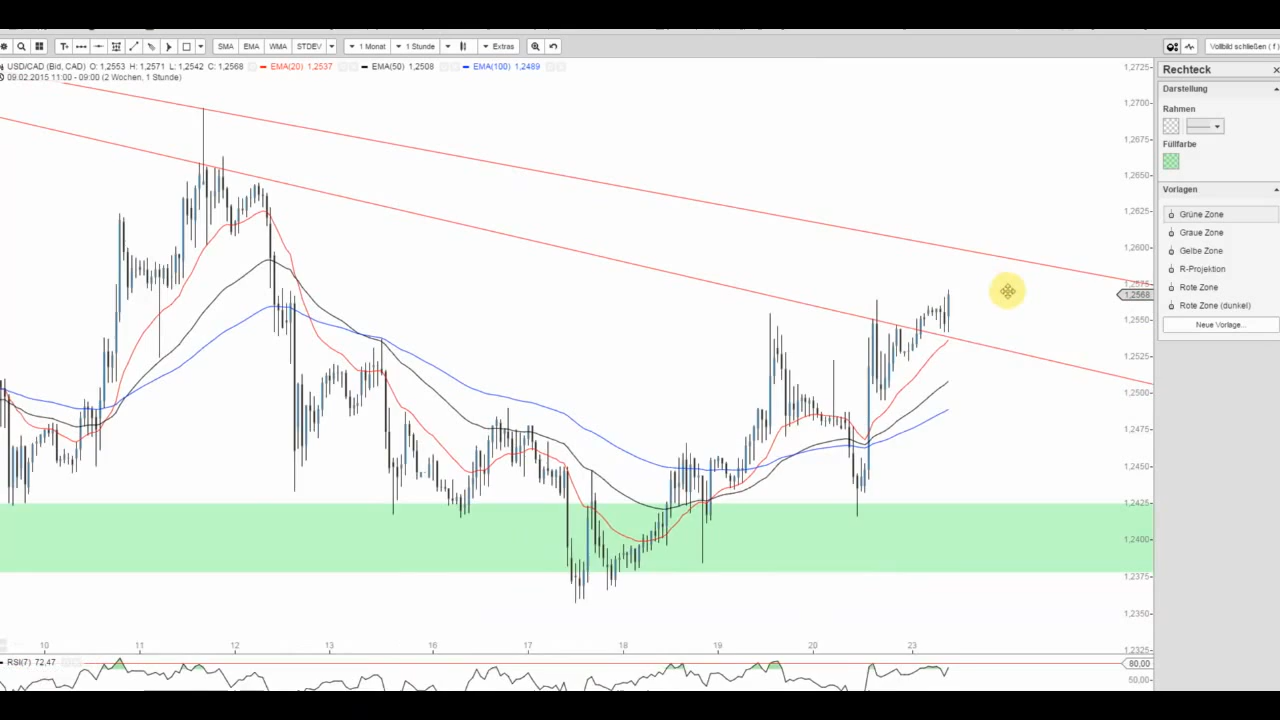 T
SMA EMA WMA STDEV 1 Monat 1 Stunde Extras Vollbild schließen ( f )
USD/CAD (Bid, CAD) O: 1,2553 H: 1,2571 L: 1,2542 C: 1,2568 EMA(20) 1,2537 EMA(50) 1,2508 EMA(100) 1,2489
09.02.2015 11:00 - 09:00 (2 Wochen, 1 Stunde)
1,2725
1,2700
1,2675
1,2650
1,2625
1,2600
1,2575
1,2568
1,2550
1,2525
1,2500
1,2475
1,2450
1,2425
1,2400
1,2375
1,2350
1,2325
10 11 12 13 16 17 18 19 20 23
RSI(7) 72,47
80,00
50,00
Rechteck
Darstellung
Rahmen
Füllfarbe
Vorlagen
Grüne Zone
Graue Zone
Gelbe Zone
R-Projektion
Rote Zone
Rote Zone (dunkel)
Neue Vorlage...